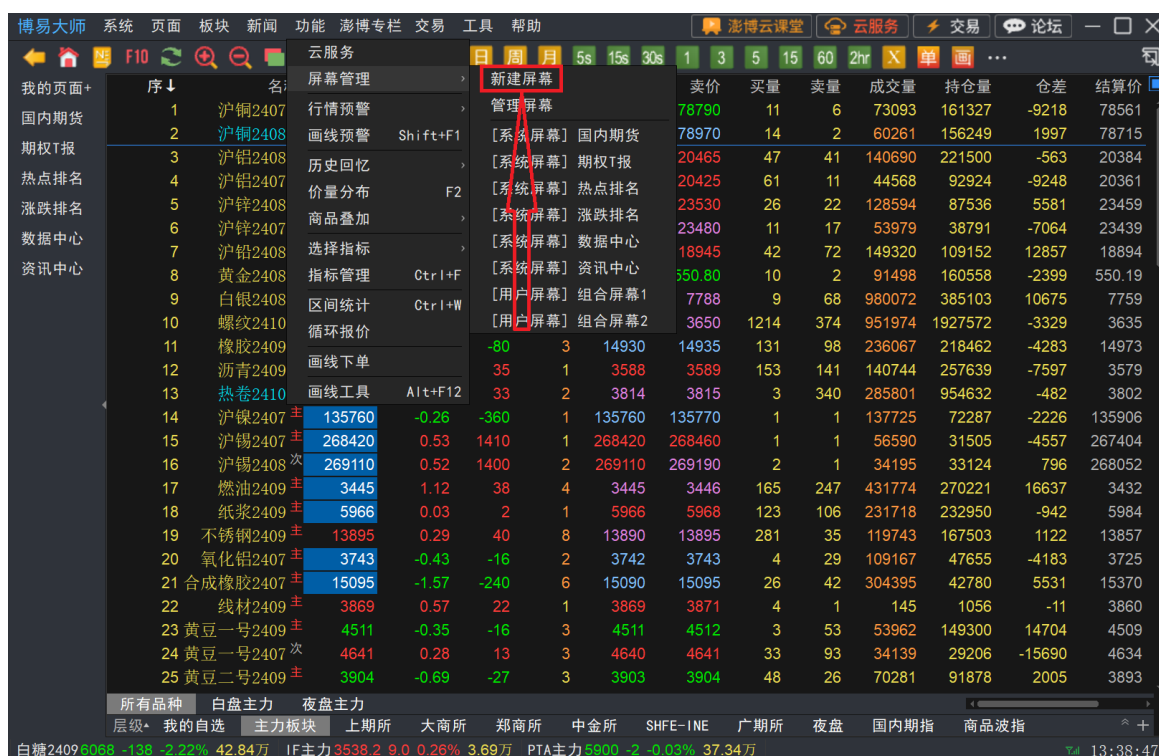 博易大师 系统 页面 板块 新闻 功能 澎博专栏 交易 工具 帮助 澎博云课堂 云服务 交易 论坛
F10 日 周 月 5s 15s 30s 1 3 5 15 60 2hr X 单 画 ...
我的页面+
国内期货
期权T报
热点排名
涨跌排名
数据中心
资讯中心
云服务
屏幕管理
行情预警
画线预警 Shift+F1
历史回忆
价量分布 F2
商品叠加
选择指标
指标管理 Ctrl+F
区间统计 Ctrl+W
循环报价
画线下单
画线工具 Alt+F12
新建屏幕
管理屏幕
[系统屏幕] 国内期货
[系统屏幕] 期权T报
[系统屏幕] 热点排名
[系统屏幕] 涨跌排名
[系统屏幕] 数据中心
[系统屏幕] 资讯中心
[用户屏幕] 组合屏幕1
[用户屏幕] 组合屏幕2
序↓ 卖价 买量 卖量 成交量 持仓量 仓差 结算价
1 沪铜2407 78790 11 6 73093 161327 -9218 78561
2 沪铜2408 78970 14 2 60261 156249 1997 78715
3 沪铝2408 20465 47 41 140690 221500 -563 20384
4 沪铝2407 20425 61 11 44568 92924 -9248 20361
5 沪锌2408 23530 26 22 128594 87536 5581 23459
6 沪锌2407 23480 11 17 53979 38791 -7064 23439
7 沪铅2408 18945 42 72 149320 109152 12857 18894
8 黄金2408 550.80 10 2 91498 160558 -2399 550.19
9 白银2408 7788 9 68 980072 385103 10675 7759
10 螺纹2410 3650 1214 374 951974 1927572 -3329 3635
11 橡胶2409 -80 3 14930 14935 131 98 236067 218462 -4283 14973
12 沥青2409 35 1 3588 3589 153 141 140744 257639 -7597 3579
13 热卷2410 33 2 3814 3815 3 340 285801 954632 -482 3802
14 沪镍2407 主 135760 -0.26 -360 1 135760 135770 1 1 137725 72287 -2226 135906
15 沪锡2407 主 268420 0.53 1410 1 268420 268460 1 1 56590 31505 -4557 267404
16 沪锡2408 次 269110 0.52 1400 2 269110 269190 2 1 34195 33124 796 268052
17 燃油2409 主 3445 1.12 38 4 3445 3446 165 247 431774 270221 16637 3432
18 纸浆2409 主 5966 0.03 2 1 5966 5968 123 106 231718 232950 -942 5984
19 不锈钢2409 主 13895 0.29 40 8 13890 13895 281 35 119743 167503 1122 13857
20 氧化铝2407 主 3743 -0.43 -16 2 3742 3743 4 29 109167 47655 -4183 3725
21 合成橡胶2407 主 15095 -1.57 -240 6 15090 15095 26 42 304395 42780 5531 15370
22 线材2409 主 3869 0.57 22 1 3869 3871 4 1 145 1056 -11 3860
23 黄豆一号2409 主 4511 -0.35 -16 3 4511 4512 3 53 53962 149300 14704 4509
24 黄豆一号2407 次 4641 0.28 13 3 4640 4641 33 93 34139 29206 -15690 4634
25 黄豆二号2409 主 3904 -0.69 -27 3 3903 3904 48 26 70281 91878 2005 3893
所有品种 白盘主力 夜盘主力
层级 我的自选 主力板块 上期所 大商所 郑商所 中金所 SHFE-INE 广期所 夜盘 国内期指 商品波指
白糖2409 6068 -138 -2.22% 42.84万 IF主力 3538.2 9.0 0.26% 3.69万 PTA主力 5900 -2 -0.03% 37.34万 13:38:47